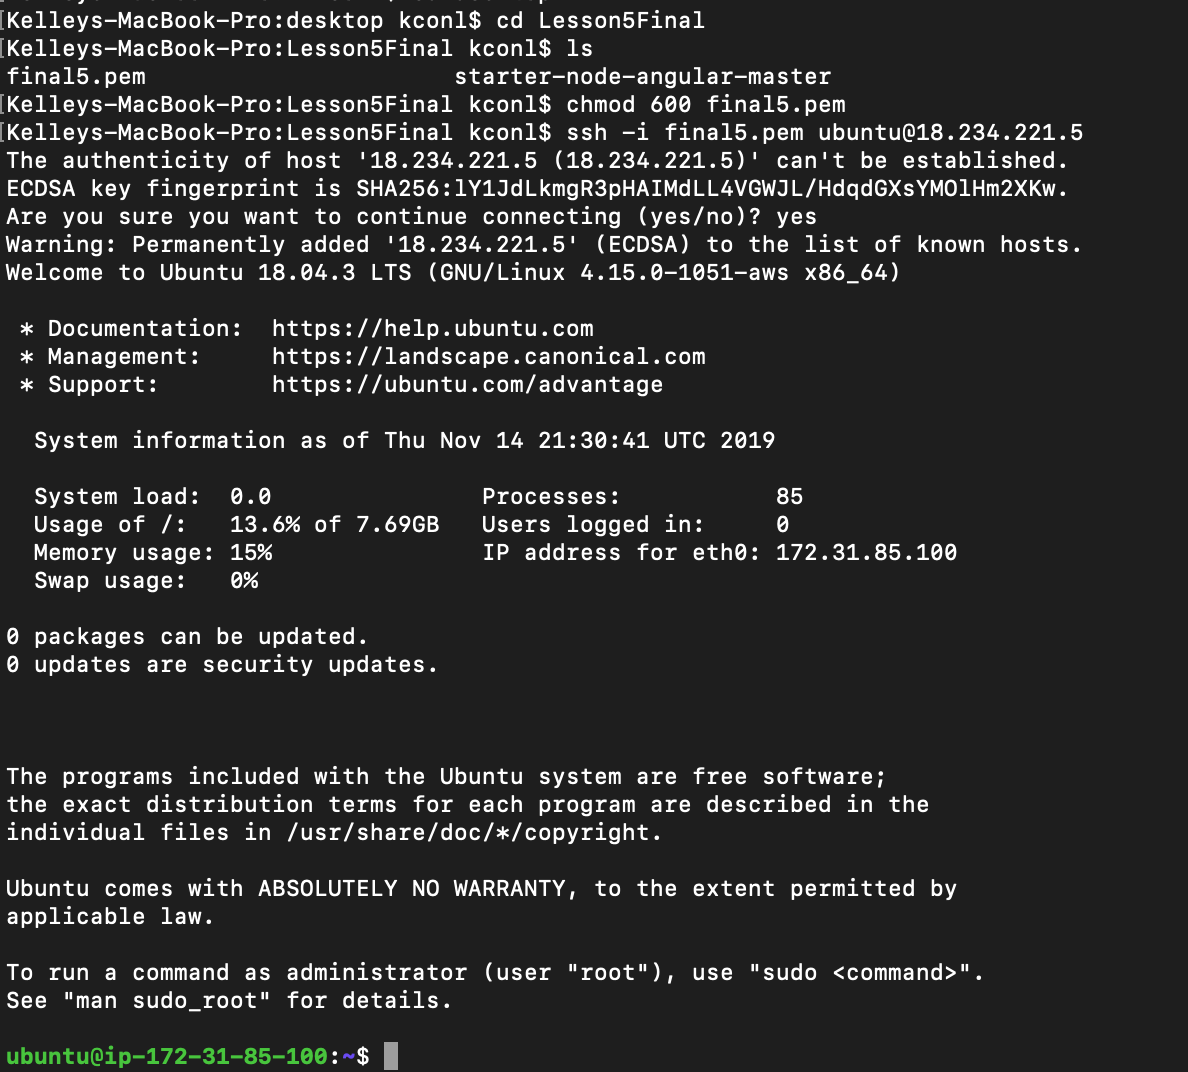 [Kelleys-MacBook-Pro:desktop kconl$ cd Lesson5Final
[Kelleys-MacBook-Pro:Lesson5Final kconl$ ls
final5.pem                      starter-node-angular-master
[Kelleys-MacBook-Pro:Lesson5Final kconl$ chmod 600 final5.pem
[Kelleys-MacBook-Pro:Lesson5Final kconl$ ssh -i final5.pem ubuntu@18.234.221.5
The authenticity of host '18.234.221.5 (18.234.221.5)' can't be established.
ECDSA key fingerprint is SHA256:lY1JdLkmgR3pHAIMdLL4VGWJL/HdqdGXsYMOlHm2XKw.
Are you sure you want to continue connecting (yes/no)? yes
Warning: Permanently added '18.234.221.5' (ECDSA) to the list of known hosts.
Welcome to Ubuntu 18.04.3 LTS (GNU/Linux 4.15.0-1051-aws x86_64)

 * Documentation:  https://help.ubuntu.com
 * Management:     https://landscape.canonical.com
 * Support:        https://ubuntu.com/advantage

  System information as of Thu Nov 14 21:30:41 UTC 2019

  System load:  0.0               Processes:           85
  Usage of /:   13.6% of 7.69GB   Users logged in:     0
  Memory usage: 15%               IP address for eth0: 172.31.85.100
  Swap usage:   0%

0 packages can be updated.
0 updates are security updates.

The programs included with the Ubuntu system are free software;
the exact distribution terms for each program are described in the
individual files in /usr/share/doc/*/copyright.

Ubuntu comes with ABSOLUTELY NO WARRANTY, to the extent permitted by
applicable law.

To run a command as administrator (user "root"), use "sudo <command>".
See "man sudo_root" for details.

ubuntu@ip-172-31-85-100:~$